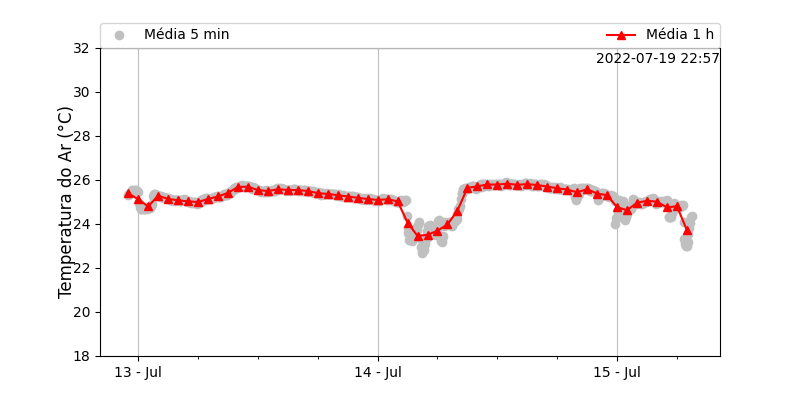 Média 5 min
Média 1 h
2022-07-19 22:57
Temperatura do Ar (°C)
32
30
28
26
24
22
20
18
13 - Jul
14 - Jul
15 - Jul